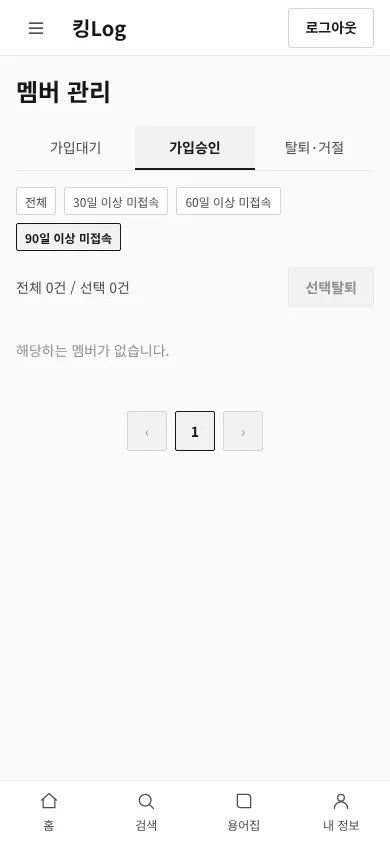 킹Log
로그아웃
멤버 관리
가입대기 가입승인 탈퇴·거절
전체 30일 이상 미접속 60일 이상 미접속
90일 이상 미접속
전체 0건 / 선택 0건 선택탈퇴
해당하는 멤버가 없습니다.
‹ 1 ›
홈 검색 용어집 내 정보